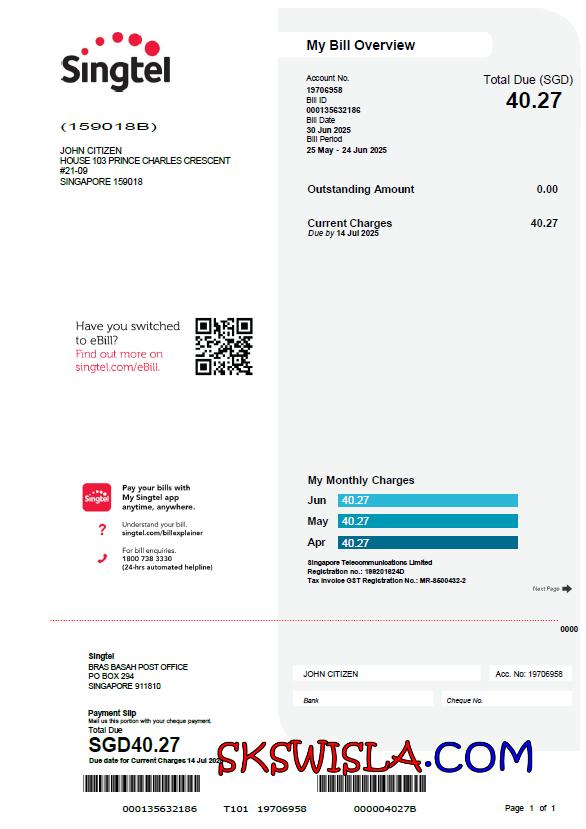 Singtel
My Bill Overview
Account No.
19706958
Bill ID
000135632186
Bill Date
30 Jun 2025
Bill Period
25 May - 24 Jun 2025
Total Due (SGD)
40.27
(159018B)
JOHN CITIZEN
HOUSE 103 PRINCE CHARLES CRESCENT
#21-09
SINGAPORE 159018
Outstanding Amount 0.00
Current Charges 40.27
Due by 14 Jul 2025
Have you switched
to eBill?
Find out more on
singtel.com/eBill.
Singtel
Pay your bills with
My Singtel app
anytime, anywhere.
?
Understand your bill.
singtel.com/billexplainer
For bill enquiries.
1800 738 3330
(24-hrs automated helpline)
My Monthly Charges
Jun 40.27
May 40.27
Apr 40.27
Singapore Telecommunications Limited
Registration no.: 199201624D
Tax Invoice GST Registration No.: MR-8500432-2
Next Page
0000
Singtel
BRAS BASAH POST OFFICE
PO BOX 294
SINGAPORE 911810
JOHN CITIZEN
Acc. No: 19706958
Bank
Cheque No.
Payment Slip
Mail us this portion with your cheque payment.
Total Due
SGD40.27
Due date for Current Charges 14 Jul
SKSWISLA.COM
000135632186 T101 19706958 000004027B
Page 1 of 1